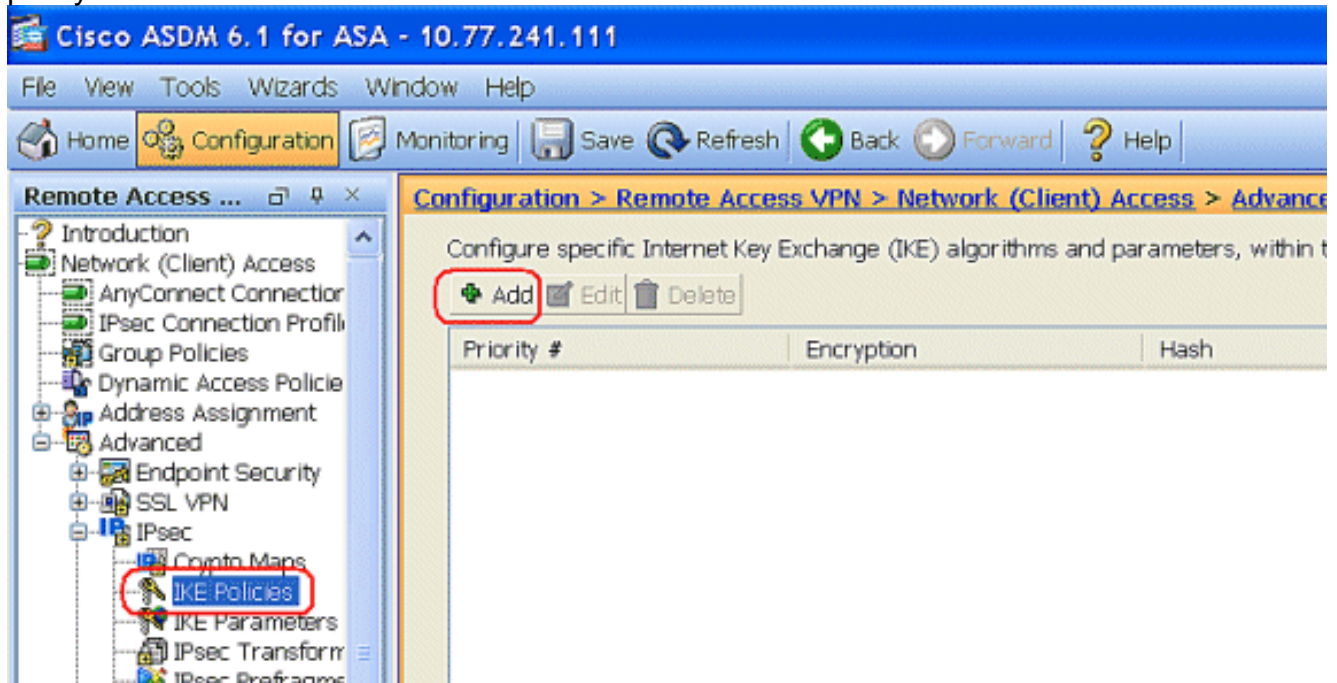 Cisco ASDM 6.1 for ASA - 10.77.241.111
File View Tools Wizards Window Help
Home Configuration Monitoring Save Refresh Back Forward Help
Remote Access ...
Configuration > Remote Access VPN > Network (Client) Access > Advance
Introduction
Network (Client) Access
AnyConnect Connection
IPsec Connection Profil
Group Policies
Dynamic Access Policie
Address Assignment
Advanced
Endpoint Security
SSL VPN
IPsec
Crypto Maps
IKE Policies
IKE Parameters
IPsec Transform
IPsec Prefragme
Configure specific Internet Key Exchange (IKE) algorithms and parameters, within t
Add Edit Delete
Priority # Encryption Hash